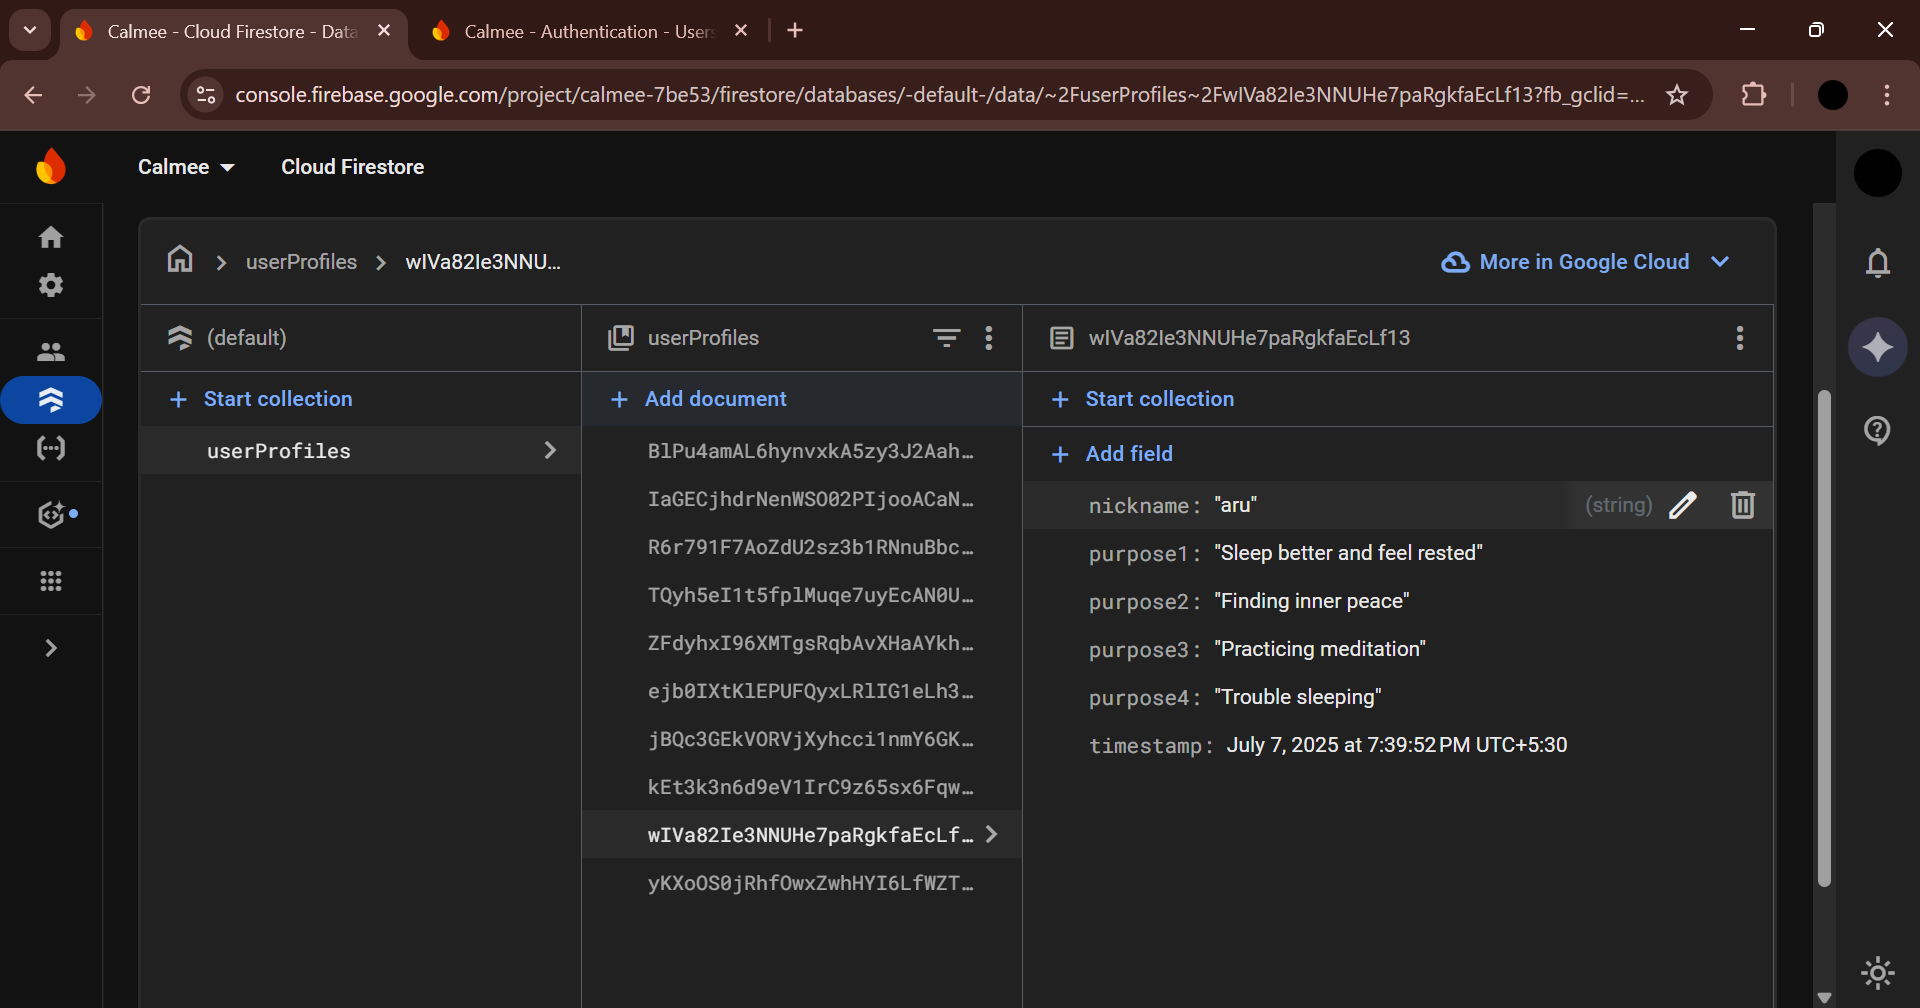 Calmee - Cloud Firestore - Data
Calmee - Authentication - Users
console.firebase.google.com/project/calmee-7be53/firestore/databases/-default-/data/~2FuserProfiles~2FwIVa82Ie3NNUHe7paRgkfaEcLf13?fb_gclid=...
Calmee
Cloud Firestore
userProfiles
wIVa82Ie3NNU...
More in Google Cloud
(default)
userProfiles
wIVa82Ie3NNUHe7paRgkfaEcLf13
+ Start collection
+ Add document
+ Start collection
userProfiles
BlPu4amAL6hynvxkA5zy3J2Aah…
IaGECjhdrNenWSO02PIjooACaN…
R6r791F7AoZdU2sz3b1RNnuBbc…
TQyh5eI1t5fplMuqe7uyEcAN0U…
ZFdyhxI96XMTgsRqbAvXHaAYkh…
ejb0IXtKlEPUFQyxLRlIG1eLh3…
jBQc3GEkVORVjXyhcci1nmY6GK…
kEt3k3n6d9eV1IrC9z65sx6Fqw…
wIVa82Ie3NNUHe7paRgkfaEcLf…
yKXoOS0jRhfOwxZwhHYI6LfWZT…
+ Add field
nickname: "aru" (string)
purpose1: "Sleep better and feel rested"
purpose2: "Finding inner peace"
purpose3: "Practicing meditation"
purpose4: "Trouble sleeping"
timestamp: July 7, 2025 at 7:39:52 PM UTC+5:30